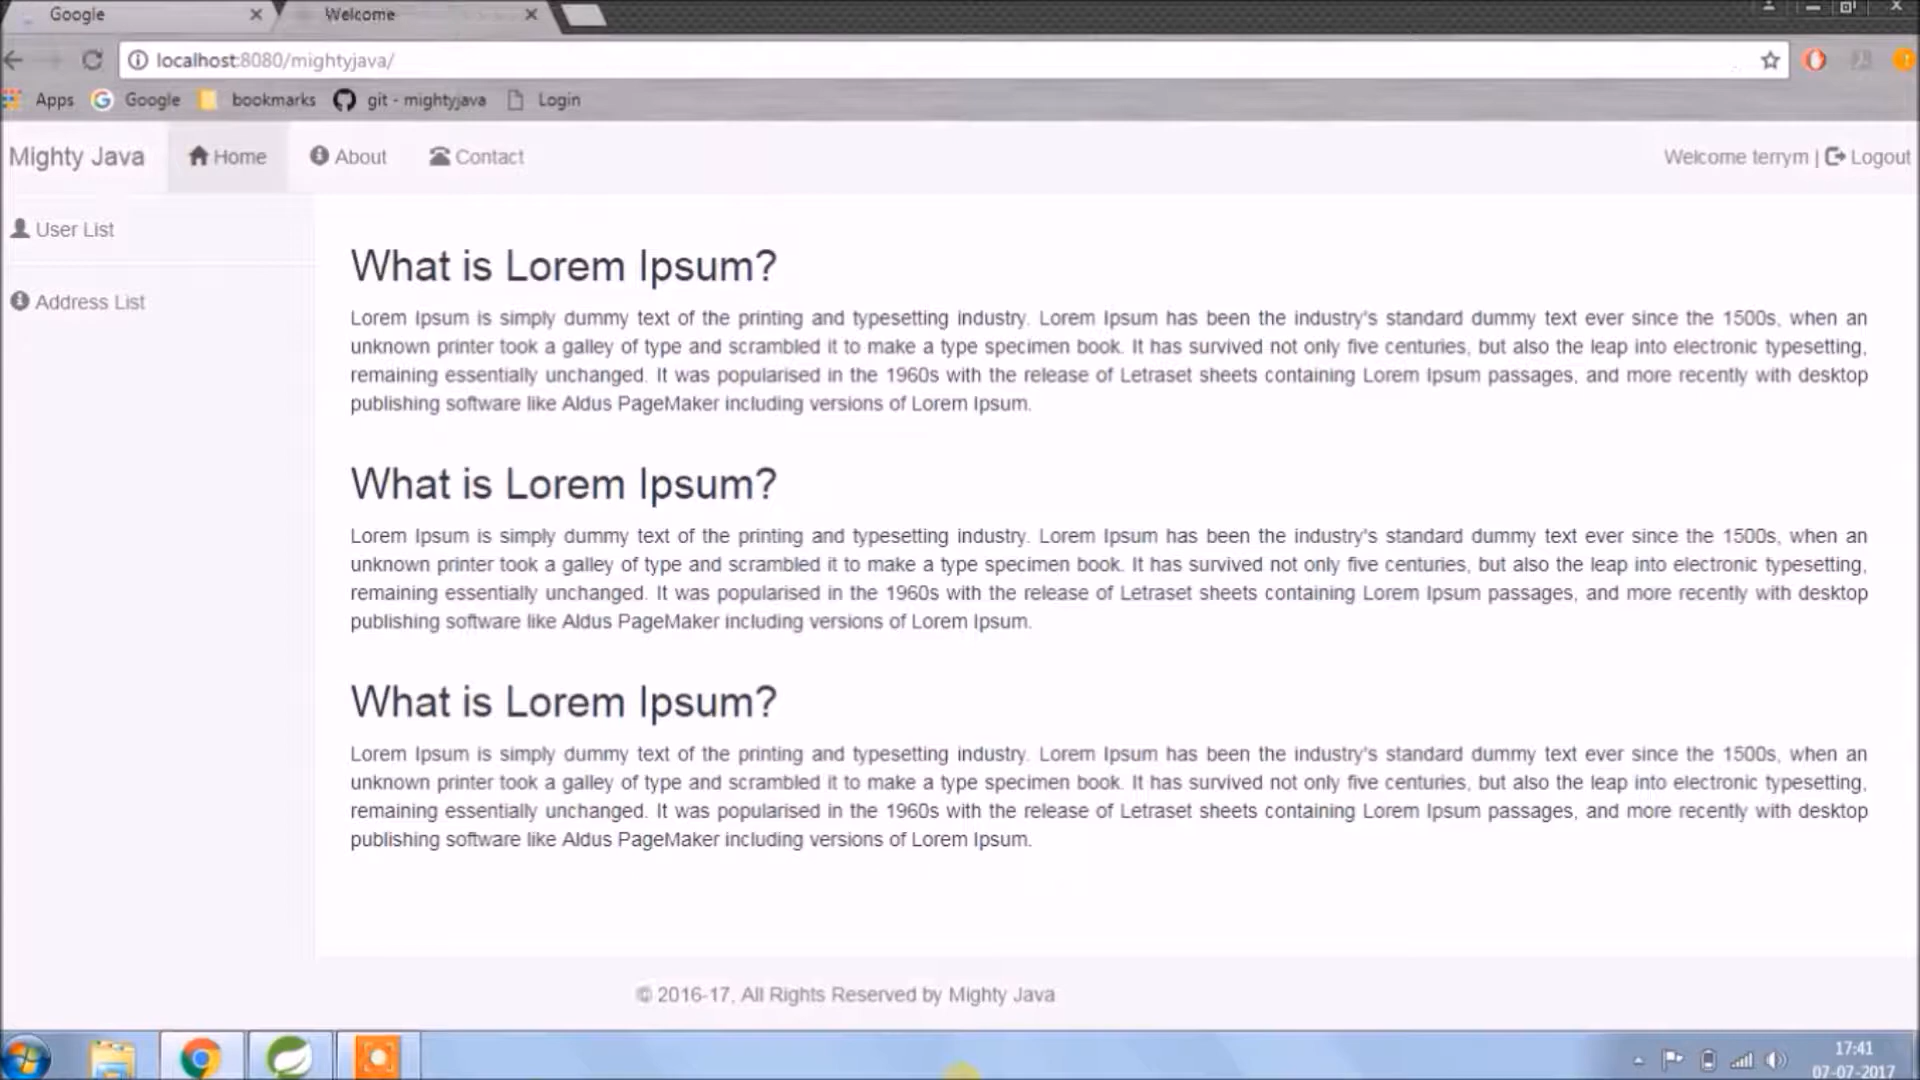 Google
Welcome
localhost:8080/mightyjava/
Apps Google bookmarks git - mightyjava Login
Mighty Java Home About Contact Welcome terrym | Logout
User List
Address List
What is Lorem Ipsum?
Lorem Ipsum is simply dummy text of the printing and typesetting industry. Lorem Ipsum has been the industry's standard dummy text ever since the 1500s, when an
unknown printer took a galley of type and scrambled it to make a type specimen book. It has survived not only five centuries, but also the leap into electronic typesetting,
remaining essentially unchanged. It was popularised in the 1960s with the release of Letraset sheets containing Lorem Ipsum passages, and more recently with desktop
publishing software like Aldus PageMaker including versions of Lorem Ipsum.
What is Lorem Ipsum?
Lorem Ipsum is simply dummy text of the printing and typesetting industry. Lorem Ipsum has been the industry's standard dummy text ever since the 1500s, when an
unknown printer took a galley of type and scrambled it to make a type specimen book. It has survived not only five centuries, but also the leap into electronic typesetting,
remaining essentially unchanged. It was popularised in the 1960s with the release of Letraset sheets containing Lorem Ipsum passages, and more recently with desktop
publishing software like Aldus PageMaker including versions of Lorem Ipsum.
What is Lorem Ipsum?
Lorem Ipsum is simply dummy text of the printing and typesetting industry. Lorem Ipsum has been the industry's standard dummy text ever since the 1500s, when an
unknown printer took a galley of type and scrambled it to make a type specimen book. It has survived not only five centuries, but also the leap into electronic typesetting,
remaining essentially unchanged. It was popularised in the 1960s with the release of Letraset sheets containing Lorem Ipsum passages, and more recently with desktop
publishing software like Aldus PageMaker including versions of Lorem Ipsum.
© 2016-17, All Rights Reserved by Mighty Java
17:41
07-07-2017